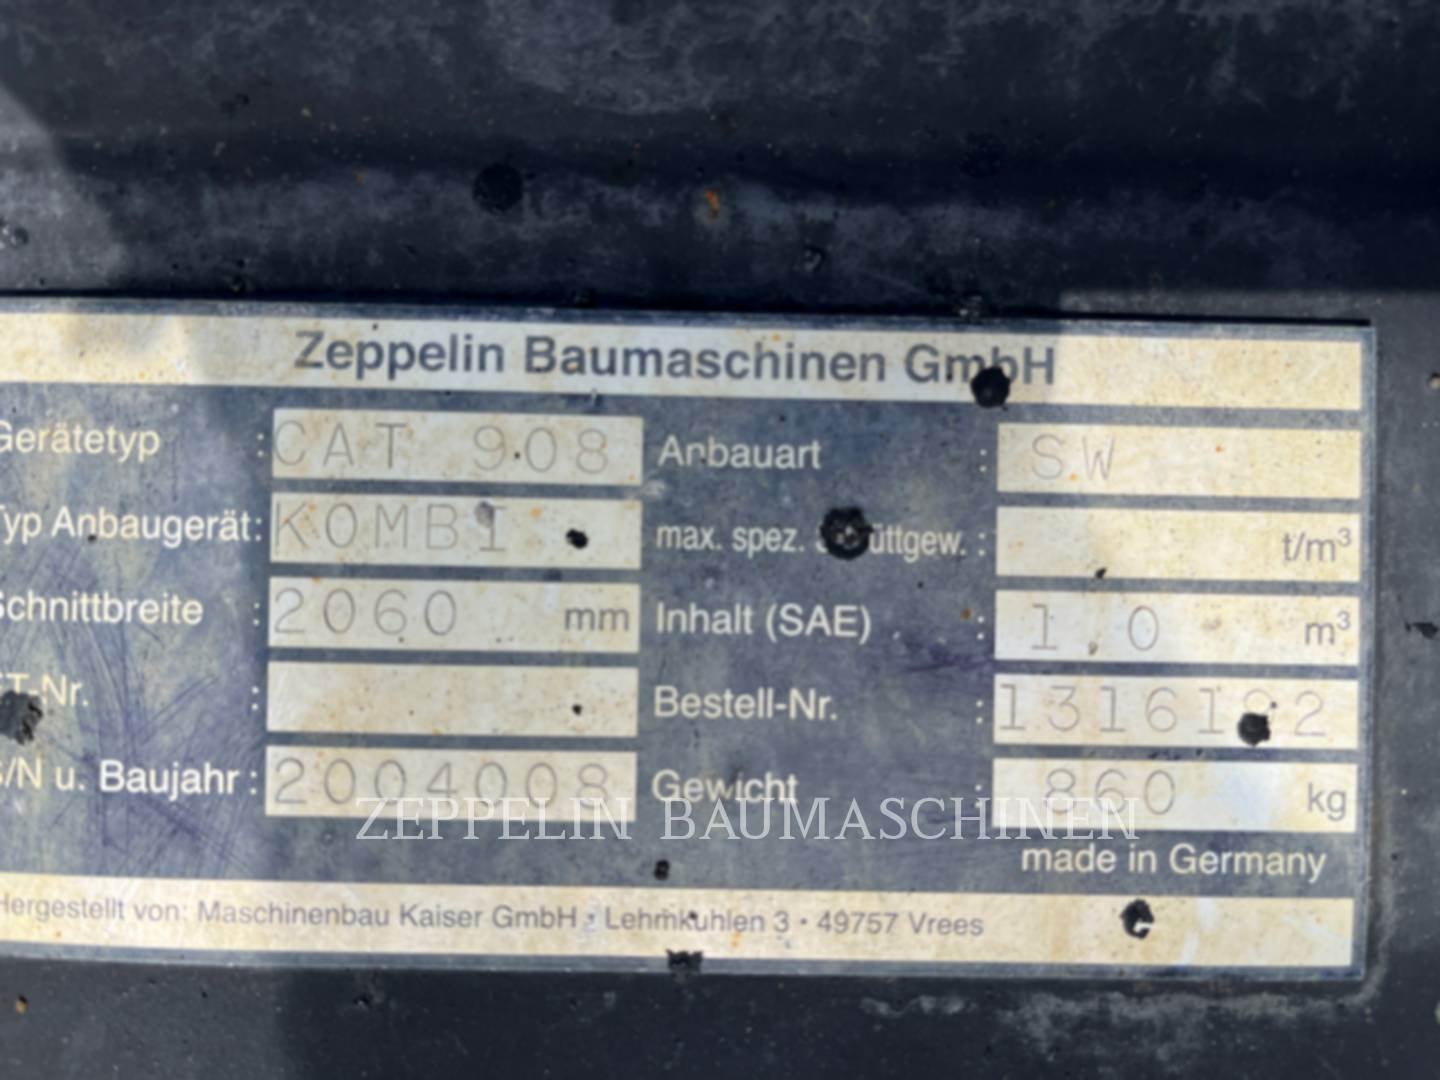 Zeppelin Baumaschinen GmbH
Gerätetyp : CAT 908 Anbauart : SW
Typ Anbaugerät: KOMBI max. spez. : t/m³
Schnittbreite : 2060 mm Inhalt (SAE) : 1,0 m³
-Nr. : Bestell-Nr. :
S/N u. Baujahr : 2004008 Gewicht : 860 kg
ZEPPELIN BAUMASCHINEN
made in Germany
Hergestellt von: Maschinenbau Kaiser GmbH · Lehmkuhlen 3 · 49757 Vrees